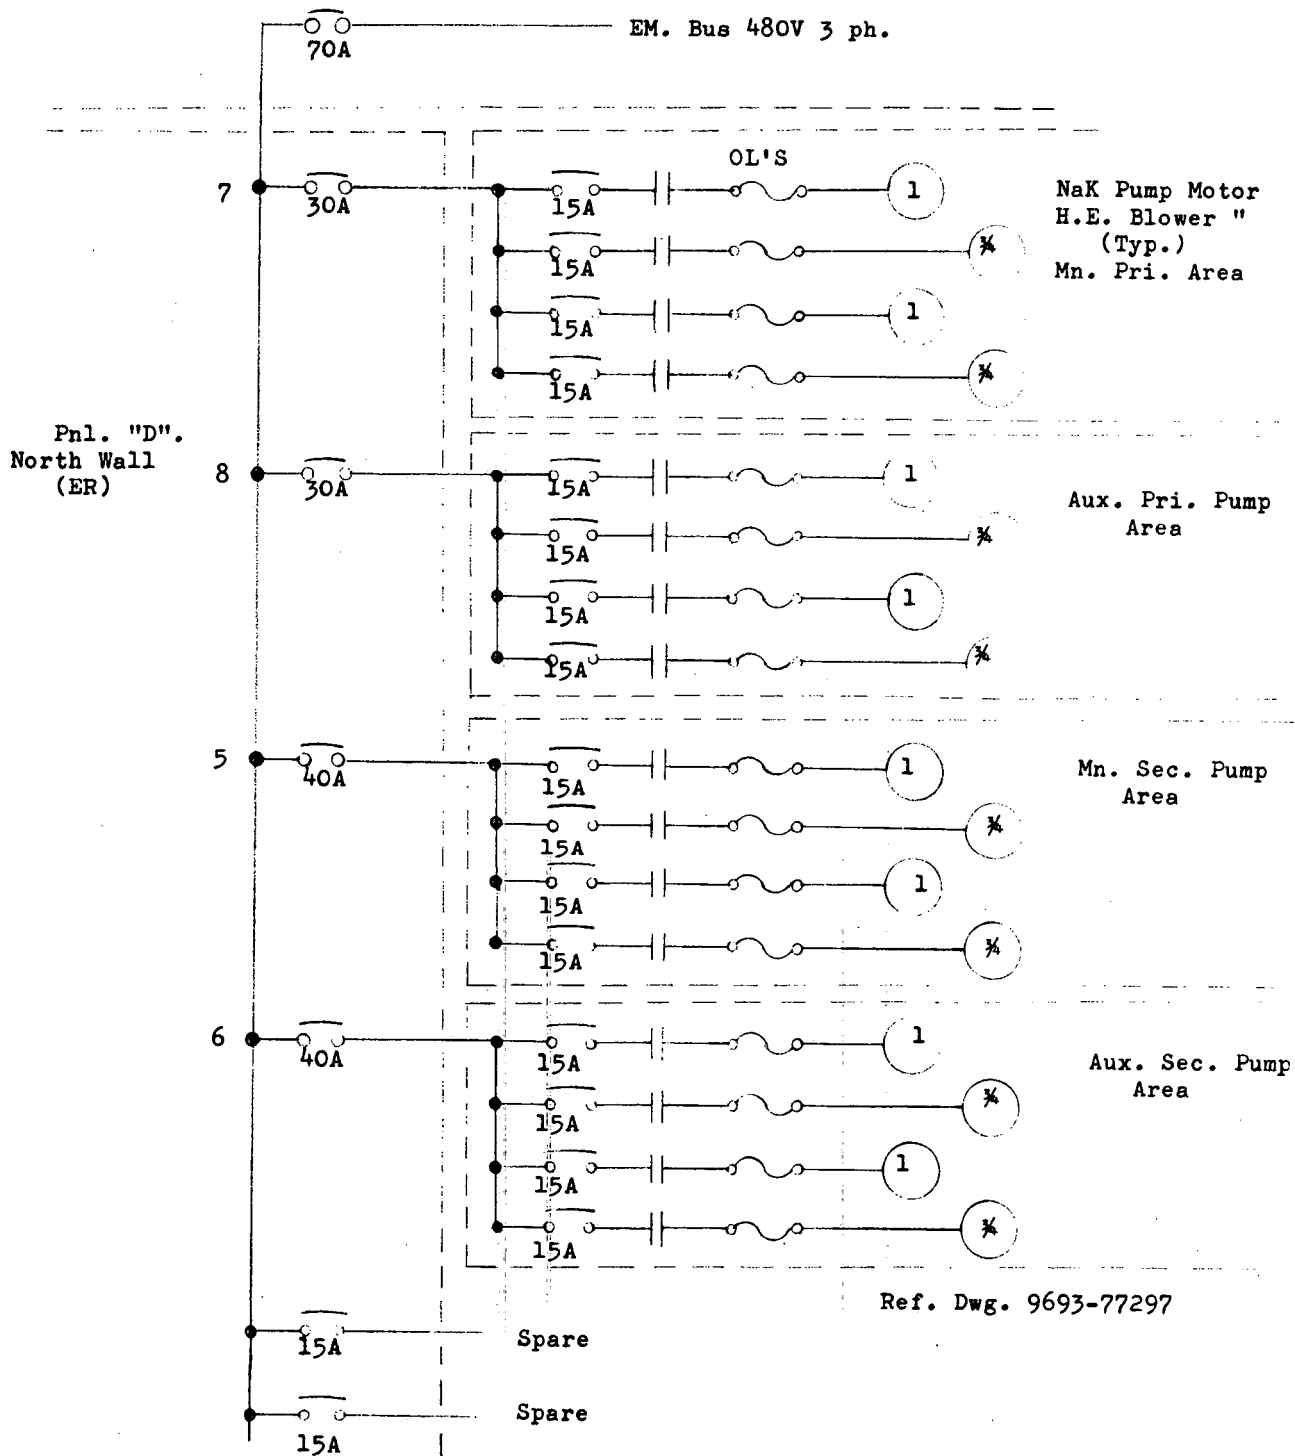 EM. Bus 480V 3 ph.
70A
OL'S
7
30A
15A
1
NaK Pump Motor
H.E. Blower "
(Typ.)
Mn. Pri. Area
15A
¾
15A
1
15A
¾
Pnl. "D".
North Wall
(ER)
8
30A
15A
1
Aux. Pri. Pump
Area
15A
¾
15A
1
15A
¾
5
40A
15A
1
Mn. Sec. Pump
Area
15A
¾
15A
1
15A
¾
6
40A
15A
1
Aux. Sec. Pump
Area
15A
¾
15A
1
15A
¾
Ref. Dwg. 9693-77297
15A
Spare
15A
Spare